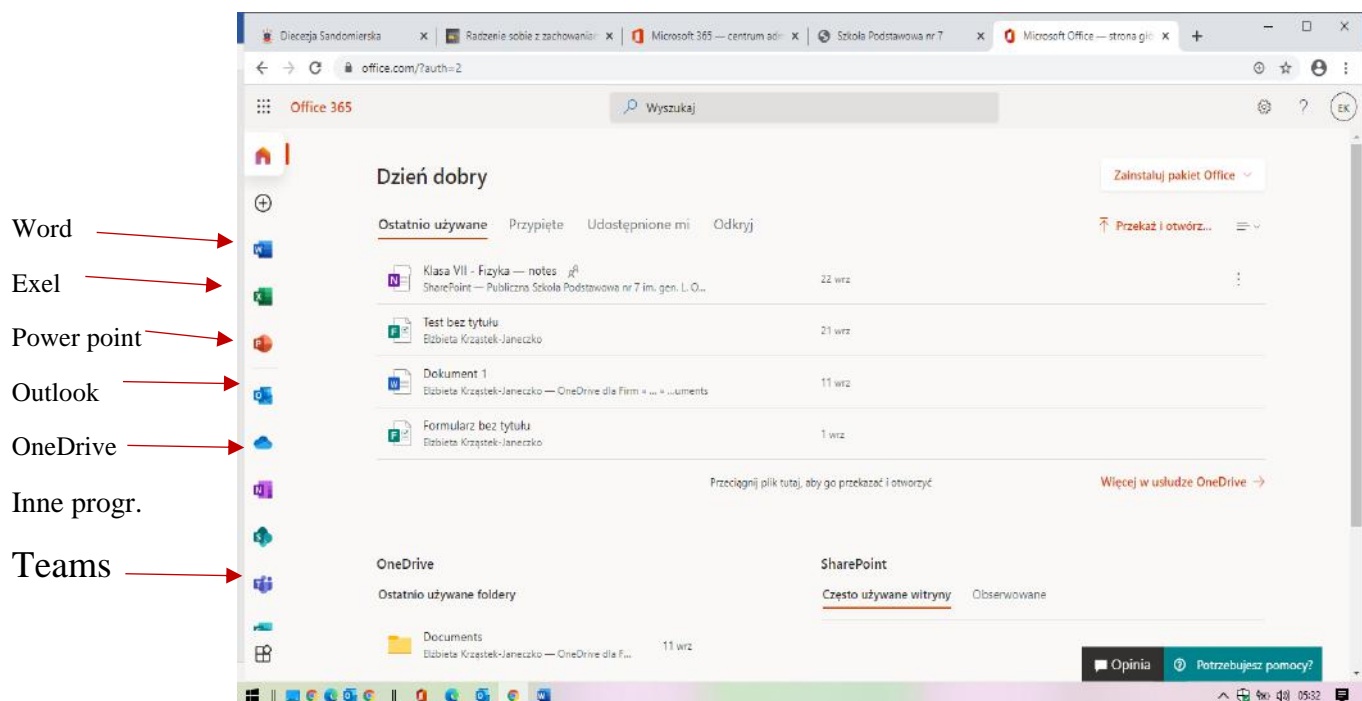 Diecezja Sandomierska
Radzenie sobie z zachowania
Microsoft 365 — centrum adm
Szkoła Podstawowa nr 7
Microsoft Office — strona głó
office.com/?auth=2
Office 365
Wyszukaj
EK
Dzień dobry
Zainstaluj pakiet Office
Word
Ostatnio używane Przypięte Udostępnione mi Odkryj
Przekaż i otwórz...
Exel
Klasa VII - Fizyka — notes
SharePoint — Publiczna Szkoła Podstawowa nr 7 im. gen. L. O...
22 wrz
Power point
Test bez tytułu
Elżbieta Krząstek-Janeczko
21 wrz
Outlook
Dokument 1
Elżbieta Krząstek-Janeczko — OneDrive dla Firm » ... » ...uments
11 wrz
OneDrive
Formularz bez tytułu
Elżbieta Krząstek-Janeczko
1 wrz
Inne progr.
Przeciągnij plik tutaj, aby go przekazać i otworzyć
Więcej w usłudze OneDrive →
Teams
OneDrive
SharePoint
Ostatnio używane foldery
Często używane witryny Obserwowane
Documents
Elżbieta Krząstek-Janeczko — OneDrive dla F...
11 wrz
Opinia
Potrzebujesz pomocy?
05:32